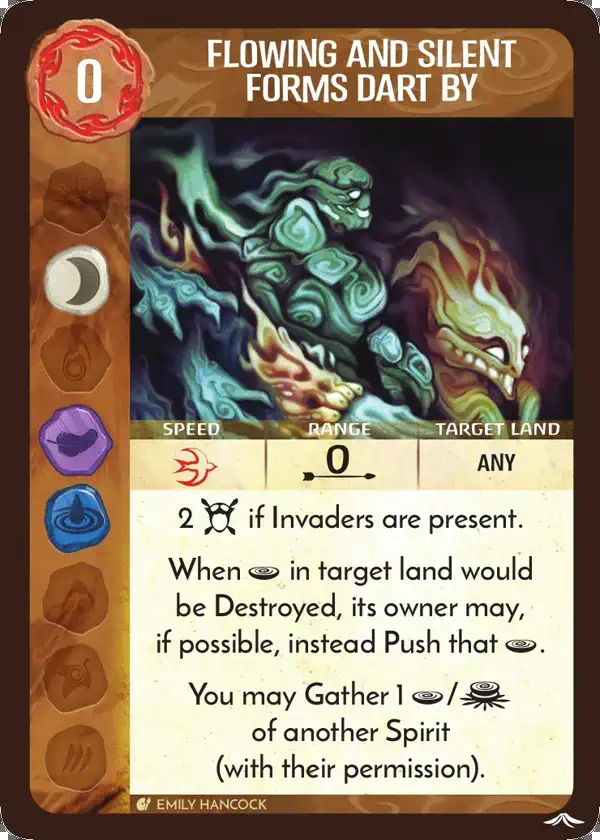 0
FLOWING AND SILENT
FORMS DART BY
SPEED
RANGE
TARGET LAND
0
ANY
2 if Invaders are present.
When in target land would
be Destroyed, its owner may,
if possible, instead Push that .
You may Gather 1 /
of another Spirit
(with their permission).
EMILY HANCOCK